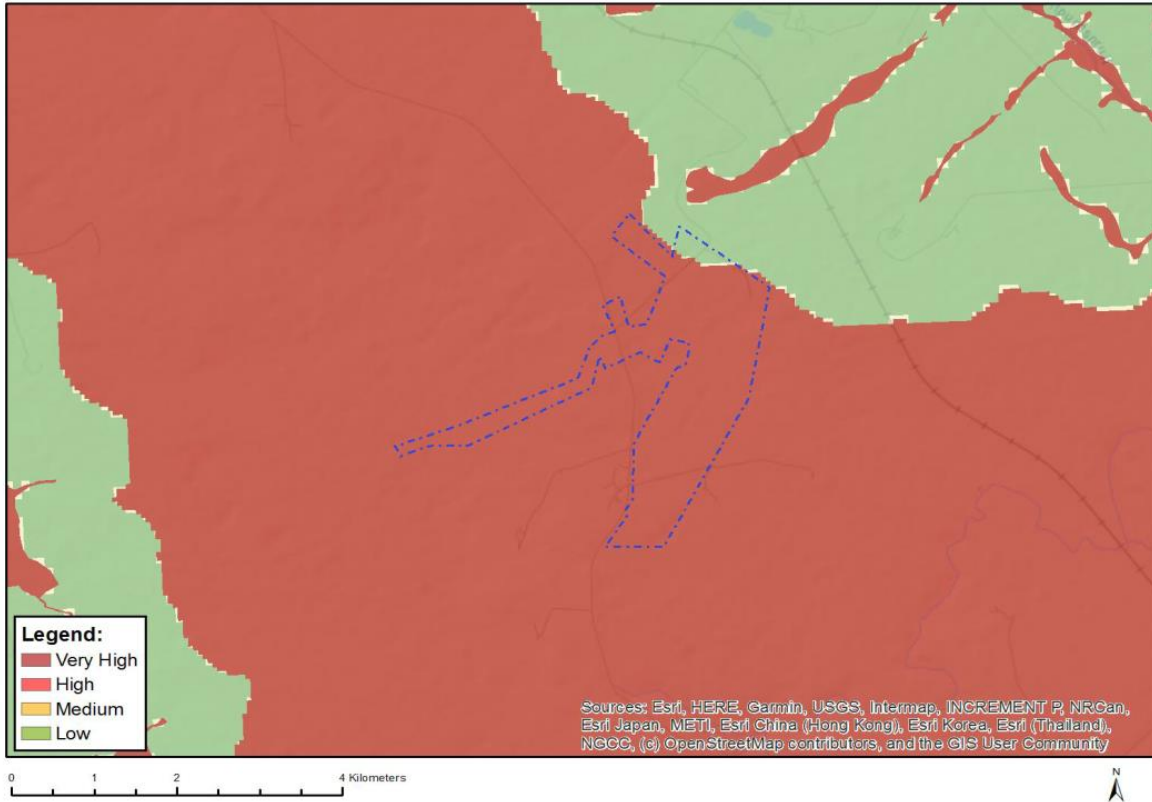 Legend:
Very High
High
Medium
Low
Sources: Esri, HERE, Garmin, USGS, Intermap, INCREMENT P, NRCan,
Esri Japan, METI, Esri China (Hong Kong), Esri Korea, Esri (Thailand),
NGCC, (c) OpenStreetMap contributors, and the GIS User Community
0 1 2 4 Kilometers
N